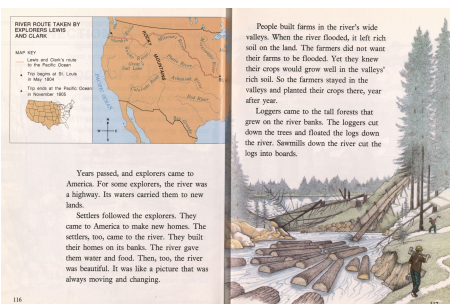 RIVER ROUTE TAKEN BY
EXPLORERS LEWIS
AND CLARK
MAP KEY
Lewis and Clark's route
to the Pacific Ocean
Trip begins at St. Louis
in May 1804
Trip ends at the Pacific Ocean
in November 1805
ROCKY
MOUNTAINS
PACIFIC OCEAN
Years passed, and explorers came to
America. For some explorers, the river was
a highway. Its waters carried them to new
lands.
Settlers followed the explorers. They
came to America to make new homes. The
settlers, too, came to the river. They built
their homes on its banks. The river gave
them water and food. Then, too, the river
was beautiful. It was like a picture that was
always moving and changing.
116
People built farms in the river's wide
valleys. When the river flooded, it left rich
soil on the land. The farmers did not want
their farms to be flooded. Yet they knew
their crops would grow well in the valleys'
rich soil. So the farmers stayed in the
valleys and planted their crops there, year
after year.
Loggers came to the tall forests that
grew on the river banks. The loggers cut
down the trees and floated the logs down
the river. Sawmills down the river cut the
logs into boards.